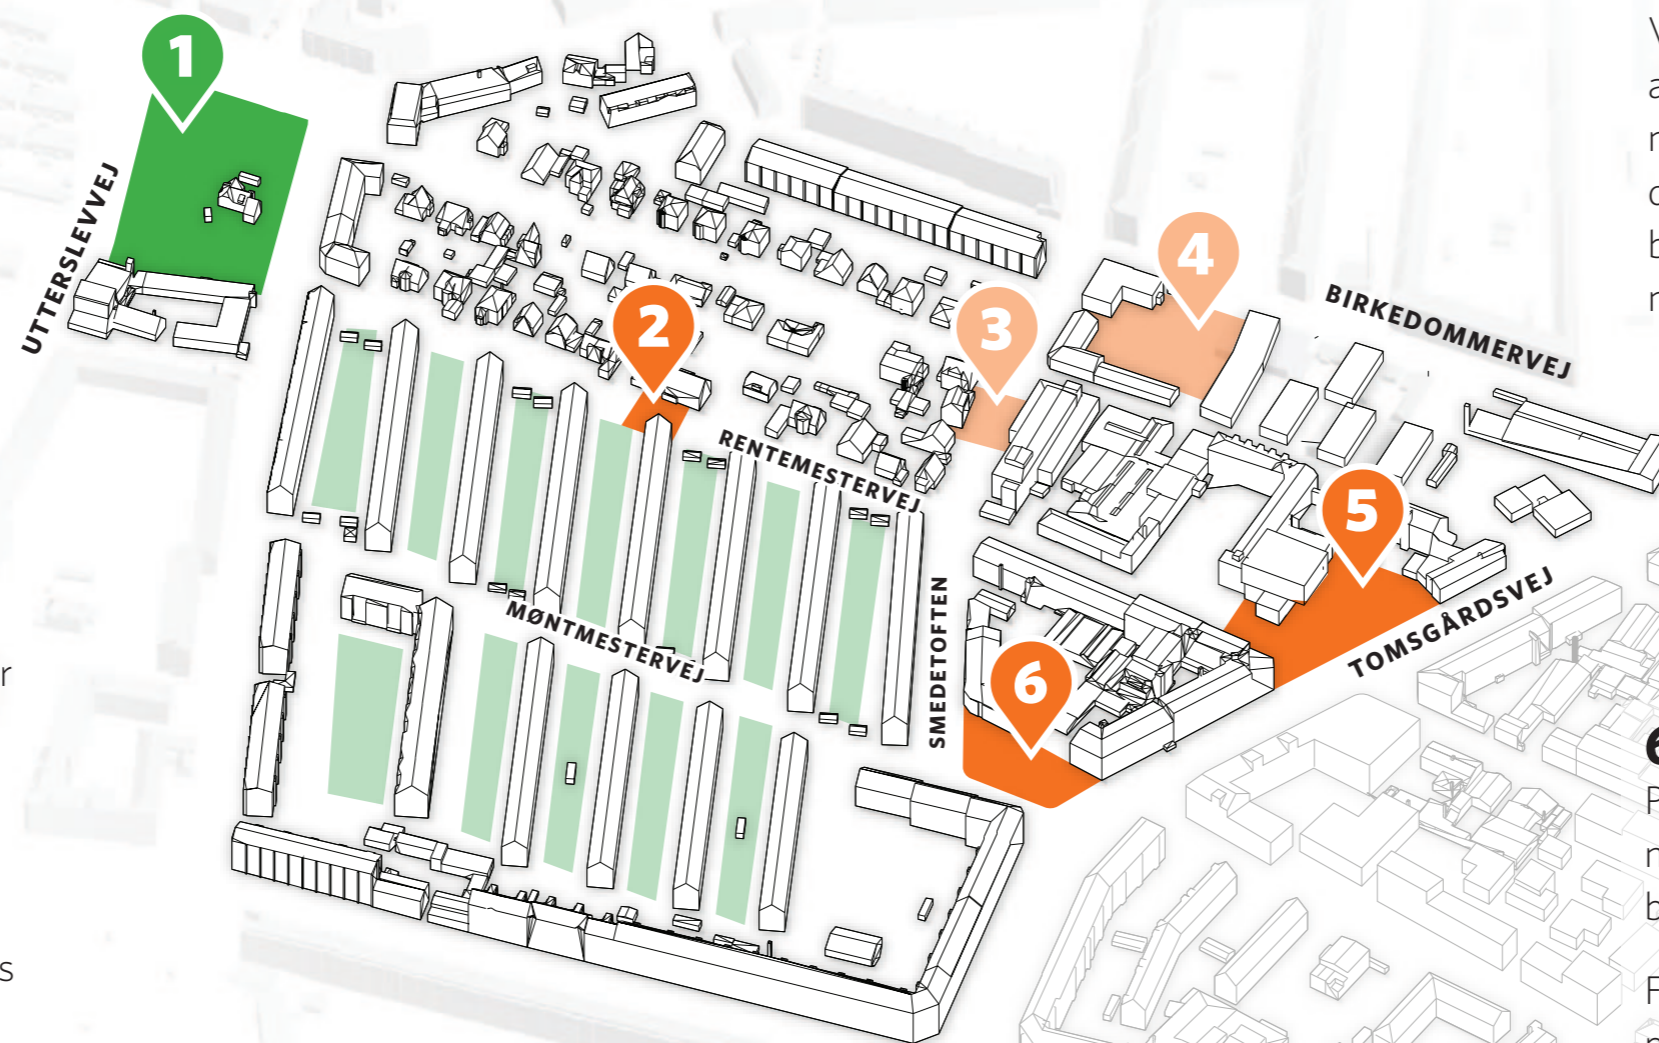 1
UTTERSLEVVEJ
2
3
4
BIRKEDOMMERVEJ
RENTEMESTERVEJ
5
MØNTMESTERVEJ
SMEDETOFTEN
TOMSGÅRDSVEJ
6
r
s